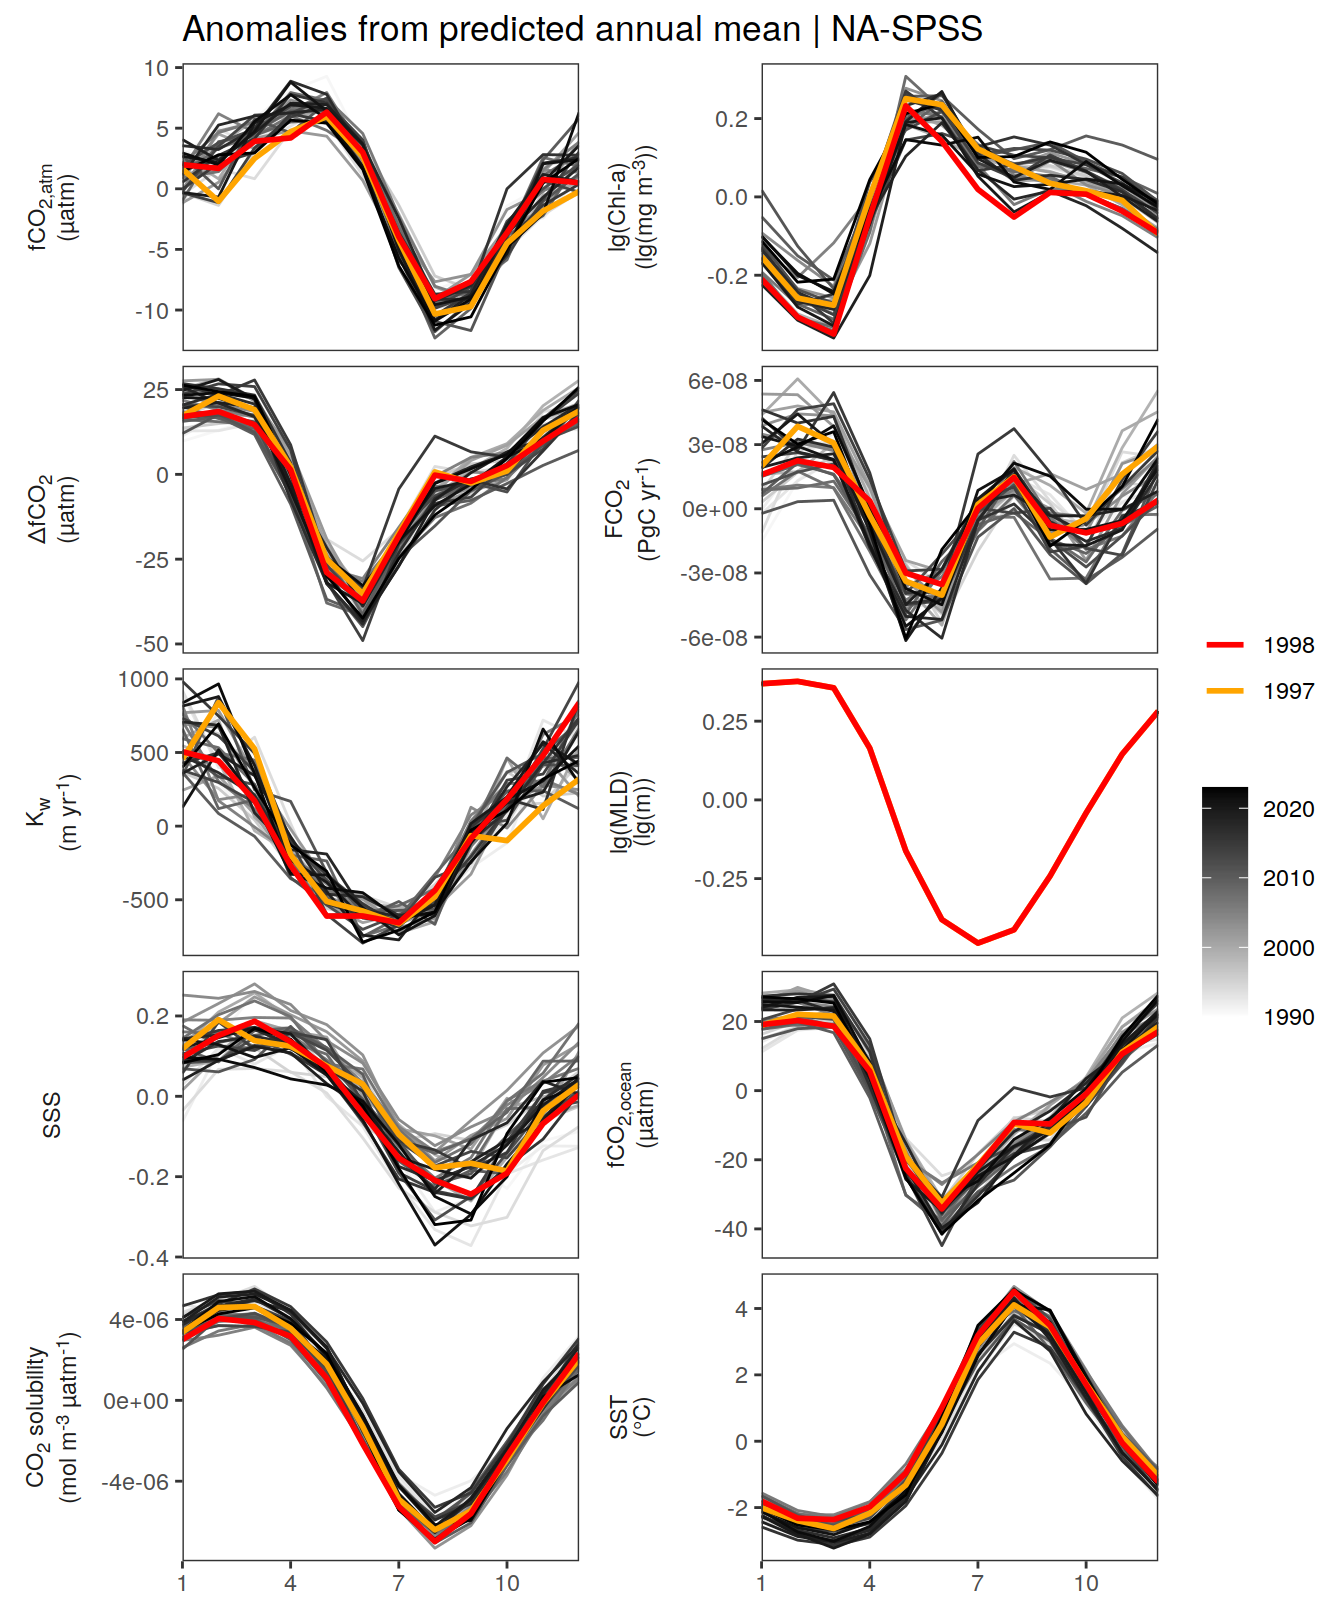 Anomalies from predicted annual mean | NA-SPSS
fCO2,atm
(µatm)
10
5
0
-5
-10
lg(Chl-a)
(lg(mg m-3))
0.2
0.0
-0.2
ΔfCO2
(µatm)
25
0
-25
-50
FCO2
(PgC yr-1)
6e-08
3e-08
0e+00
-3e-08
-6e-08
Kw
(m yr-1)
1000
500
0
-500
lg(MLD)
(lg(m))
0.25
0.00
-0.25
SSS
0.2
0.0
-0.2
-0.4
fCO2,ocean
(µatm)
20
0
-20
-40
CO2 solubility
(mol m-3 µatm-1)
4e-06
0e+00
-4e-06
1 4 7 10
SST
(°C)
4
2
0
-2
1 4 7 10
1998
1997
2020
2010
2000
1990